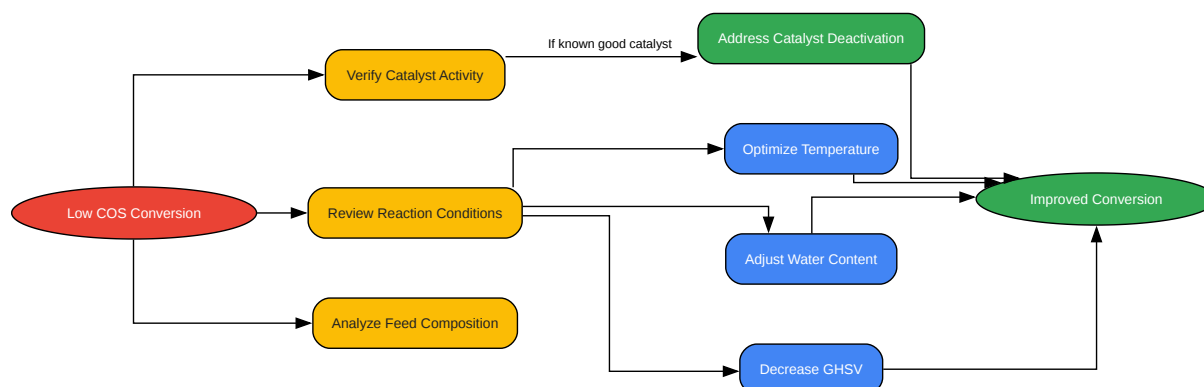 Address Catalyst Deactivation
If known good catalyst
Verify Catalyst Activity
Optimize Temperature
Low COS Conversion
Review Reaction Conditions
Improved Conversion
Adjust Water Content
Analyze Feed Composition
Decrease GHSV